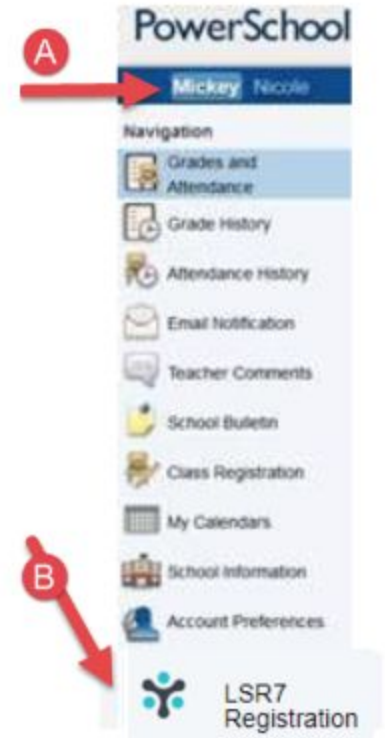 PowerSchool
A
Mickey Nicole
Navigation
Grades and
Attendance
Grade History
Attendance History
Email Notification
Teacher Comments
School Bulletin
Class Registration
My Calendars
School Information
B
Account Preferences
LSR7
Registration